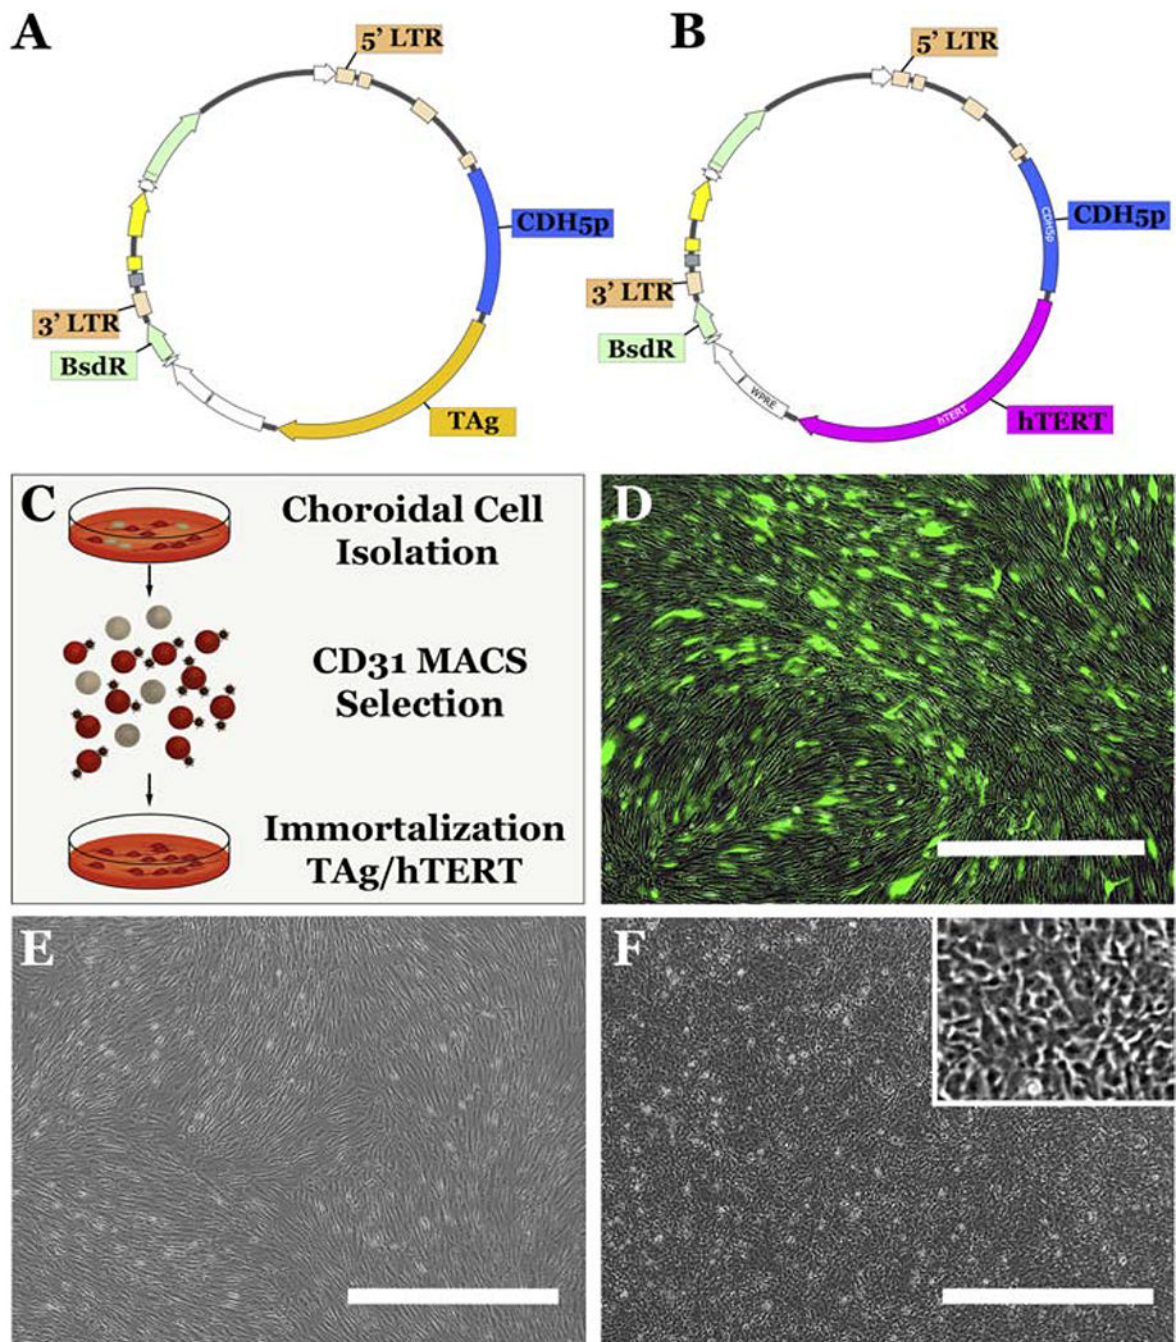 A
5' LTR
CDH5p
3' LTR
BsdR
TAg
B
5' LTR
CDH5p
CDH5p
3' LTR
BsdR
WPRE
hTERT
hTERT
C
Choroidal Cell
Isolation
CD31 MACS
Selection
Immortalization
TAg/hTERT
D
E
F